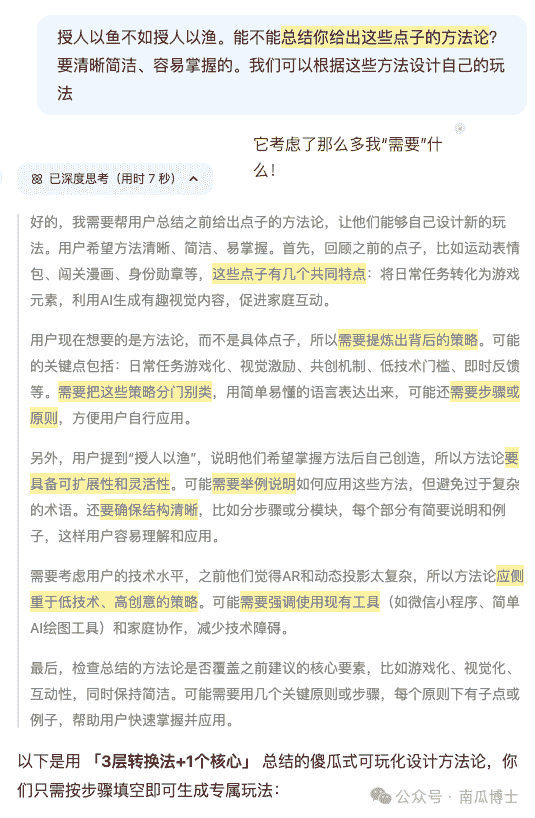 授人以鱼不如授人以渔。能不能总结你给出这些点子的方法论?
要清晰简洁、容易掌握的。我们可以根据这些方法设计自己的玩
法
它考虑了那么多我“需要”什
么!
已深度思考(用时 7 秒)
好的,我需要帮用户总结之前给出点子的方法论,让他们能够自己设计新的玩
法。用户希望方法清晰、简洁、易掌握。首先,回顾之前的点子,比如运动表情
包、闯关漫画、身份勋章等,这些点子有几个共同特点:将日常任务转化为游戏
元素,利用AI生成有趣视觉内容,促进家庭互动。
用户现在想要的是方法论,而不是具体点子,所以需要提炼出背后的策略。可能
的关键点包括:日常任务游戏化、视觉激励、共创机制、低技术门槛、即时反馈
等。需要把这些策略分门别类,用简单易懂的语言表达出来,可能还需要步骤或
原则,方便用户自行应用。
另外,用户提到“授人以渔”,说明他们希望掌握方法后自己创造,所以方法论要
具备可扩展性和灵活性。可能需要举例说明如何应用这些方法,但避免过于复杂
的术语。还要确保结构清晰,比如分步骤或分模块,每个部分有简要说明和例
子,这样用户容易理解和应用。
需要考虑用户的技术水平,之前他们觉得AR和动态投影太复杂,所以方法论应侧
重于低技术、高创意的策略。可能需要强调使用现有工具(如微信小程序、简单
AI绘图工具)和家庭协作,减少技术障碍。
最后,检查总结的方法论是否覆盖之前建议的核心要素,比如游戏化、视觉化、
互动性,同时保持简洁。可能需要用几个关键原则或步骤,每个原则下有子点或
例子,帮助用户快速掌握并应用。
以下是用 「3层转换法+1个核心」 总结的傻瓜式可玩化设计方法论,你
们只需按步骤填空即可生成专属玩法:
公众号 · 南瓜博士